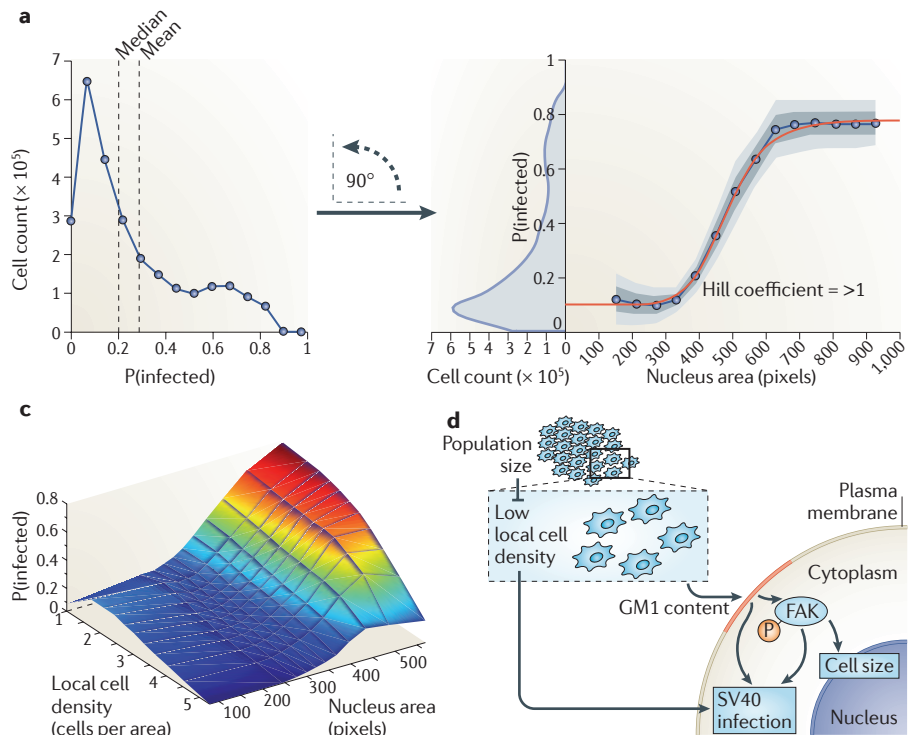 a
Median
Mean
7
6
5
4
3
2
1
0
Cell count (× 10⁵)
0
0.2
0.4
0.6
0.8
1
P(infected)
90°
1
0.8
0.6
0.4
0.2
0
P(infected)
Hill coefficient = >1
7
6
5
4
3
2
1
0
Cell count (× 10⁵)
100
200
300
400
500
600
700
800
900
1,000
Nucleus area (pixels)
c
0.8
0.6
0.4
0.2
0
P(infected)
1
2
3
4
5
Local cell
density
(cells per area)
100
200
300
400
500
Nucleus area
(pixels)
d
Population
size
Low
local cell
density
Plasma
membrane
Cytoplasm
GM1 content
FAK
P
Cell size
SV40
infection
Nucleus